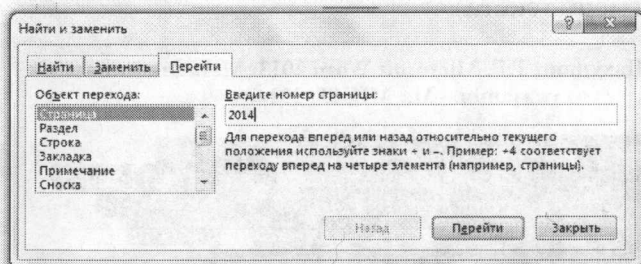 Найти и заменить
Найти
Заменить
Перейти
Объект перехода:
Страница
Раздел
Строка
Закладка
Примечание
Сноска
Введите номер страницы:
2014
Для перехода вперед или назад относительно текущего
положения используйте знаки + и –. Пример: +4 соответствует
переходу вперед на четыре элемента (например, страницы).
Назад
Перейти
Закрыть